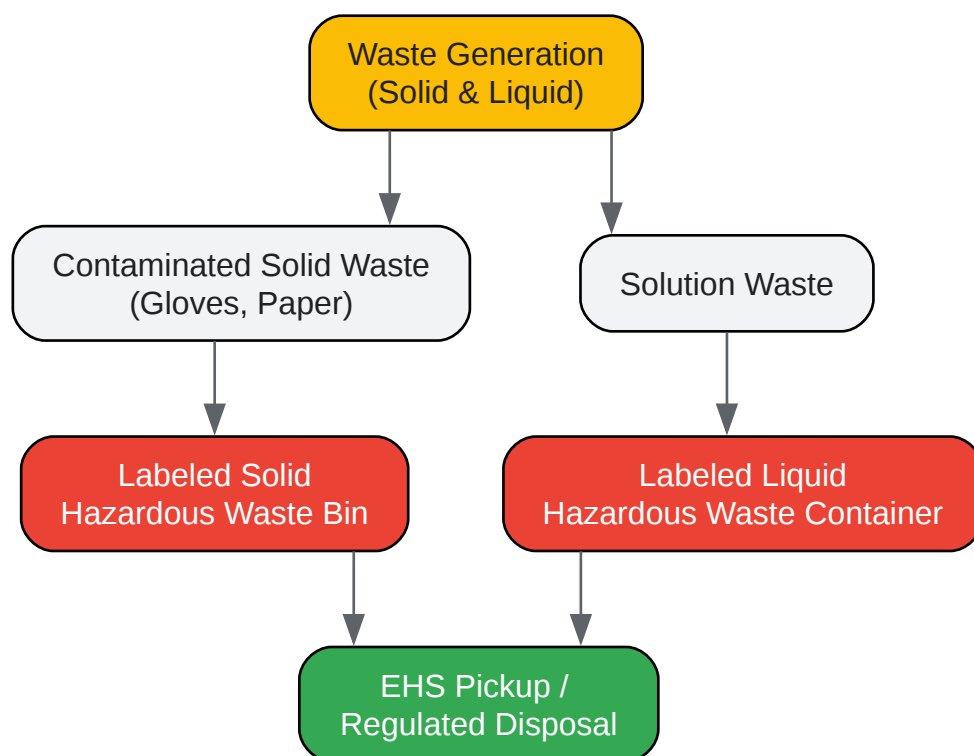 Waste Generation
(Solid & Liquid)
Contaminated Solid Waste
(Gloves, Paper)
Solution Waste
Labeled Solid
Hazardous Waste Bin
Labeled Liquid
Hazardous Waste Container
EHS Pickup /
Regulated Disposal